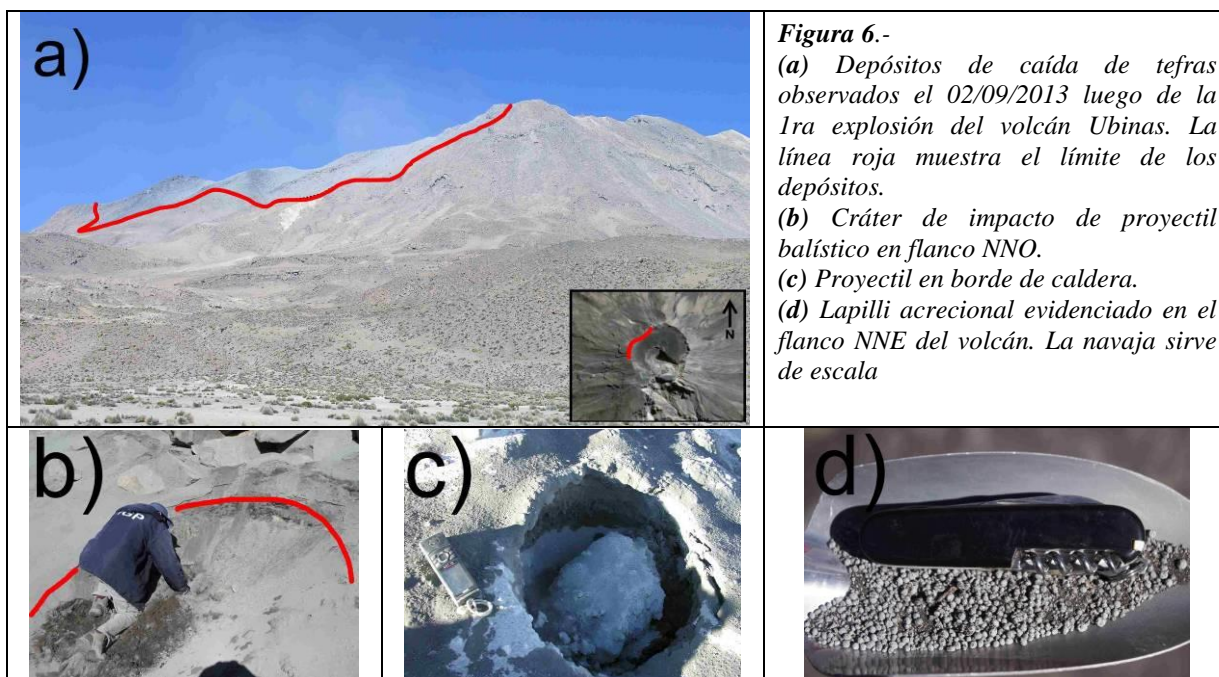 a)
N
Figura 6.-
(a) Depósitos de caída de tefras
observados el 02/09/2013 luego de la
1ra explosión del volcán Ubinas. La
línea roja muestra el límite de los
depósitos.
(b) Cráter de impacto de proyectil
balístico en flanco NNO.
(c) Proyectil en borde de caldera.
(d) Lapilli acrecional evidenciado en el
flanco NNE del volcán. La navaja sirve
de escala
b)
c)
d)